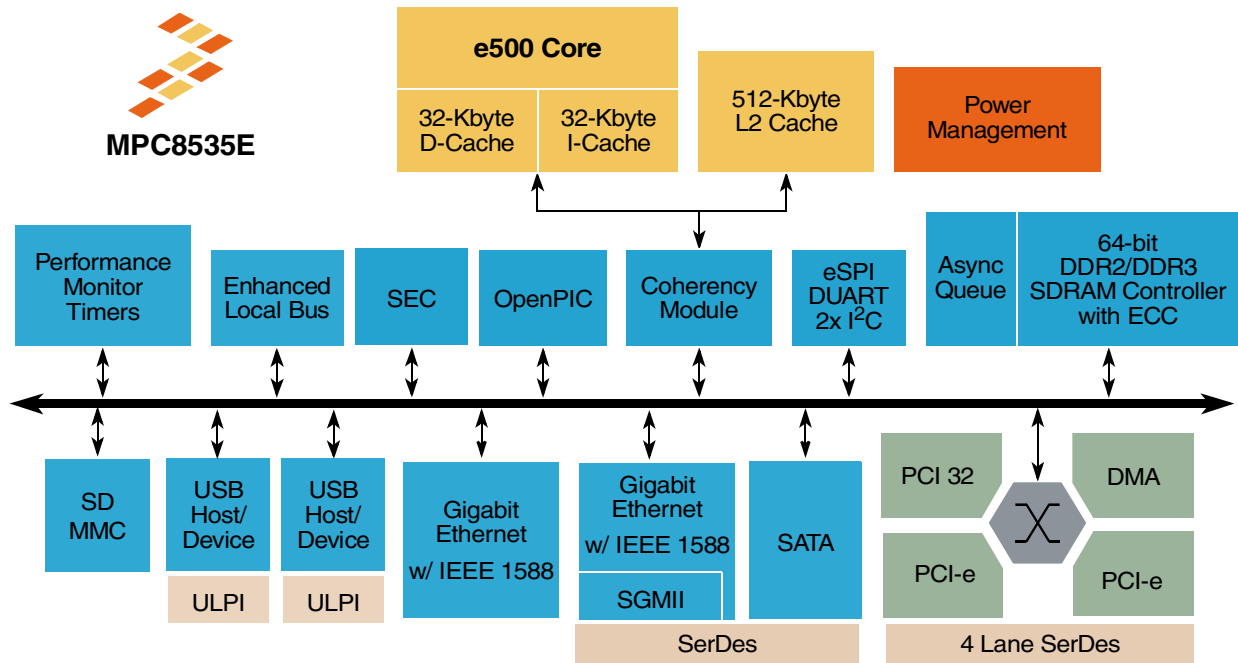 MPC8535E
e500 Core
32-Kbyte
D-Cache
32-Kbyte
I-Cache
512-Kbyte
L2 Cache
Power
Management
Performance
Monitor
Timers
Enhanced
Local Bus
SEC
OpenPIC
Coherency
Module
eSPI
DUART
2x I²C
Async
Queue
64-bit
DDR2/DDR3
SDRAM Controller
with ECC
SD
MMC
USB
Host/
Device
ULPI
USB
Host/
Device
ULPI
Gigabit
Ethernet
w/ IEEE 1588
Gigabit
Ethernet
w/ IEEE 1588
SGMII
SATA
SerDes
PCI 32
DMA
PCI-e
PCI-e
4 Lane SerDes